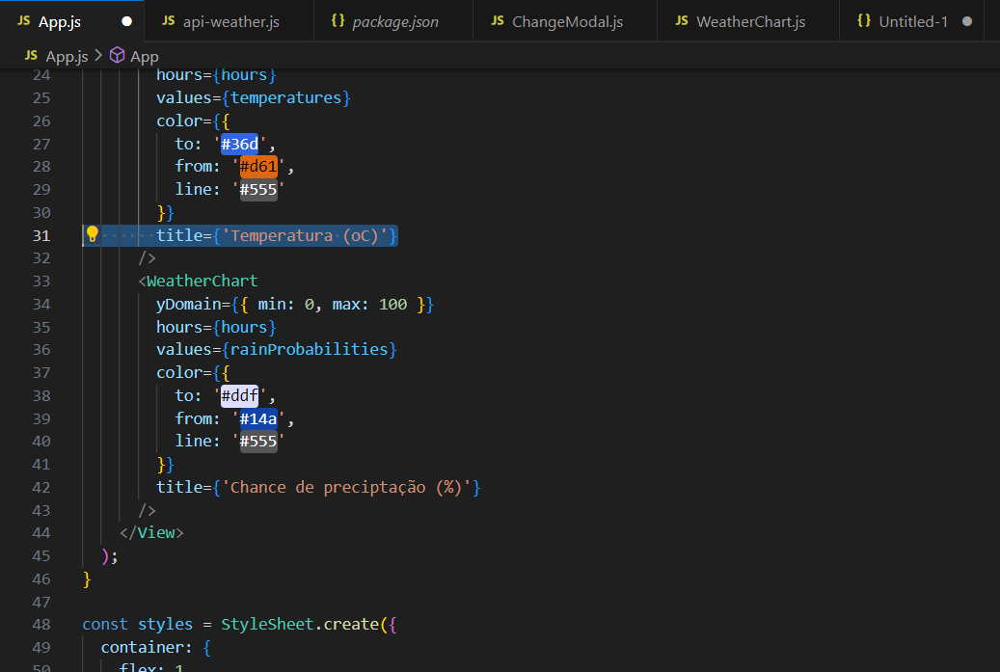 JS App.js ● JS api-weather.js {} package.json JS ChangeModal.js JS WeatherChart.js {} Untitled-1 ●
JS App.js > App
24 hours={hours}
25 values={temperatures}
26 color={{
27 to: '#36d',
28 from: '#d61',
29 line: '#555'
30 }}
31 title={'Temperatura (oC)'}
32 />
33 <WeatherChart
34 yDomain={{ min: 0, max: 100 }}
35 hours={hours}
36 values={rainProbabilities}
37 color={{
38 to: '#ddf',
39 from: '#14a',
40 line: '#555'
41 }}
42 title={'Chance de preciptação (%)'}
43 />
44 </View>
45 );
46 }
47
48 const styles = StyleSheet.create({
49 container: {
50 flex: 1